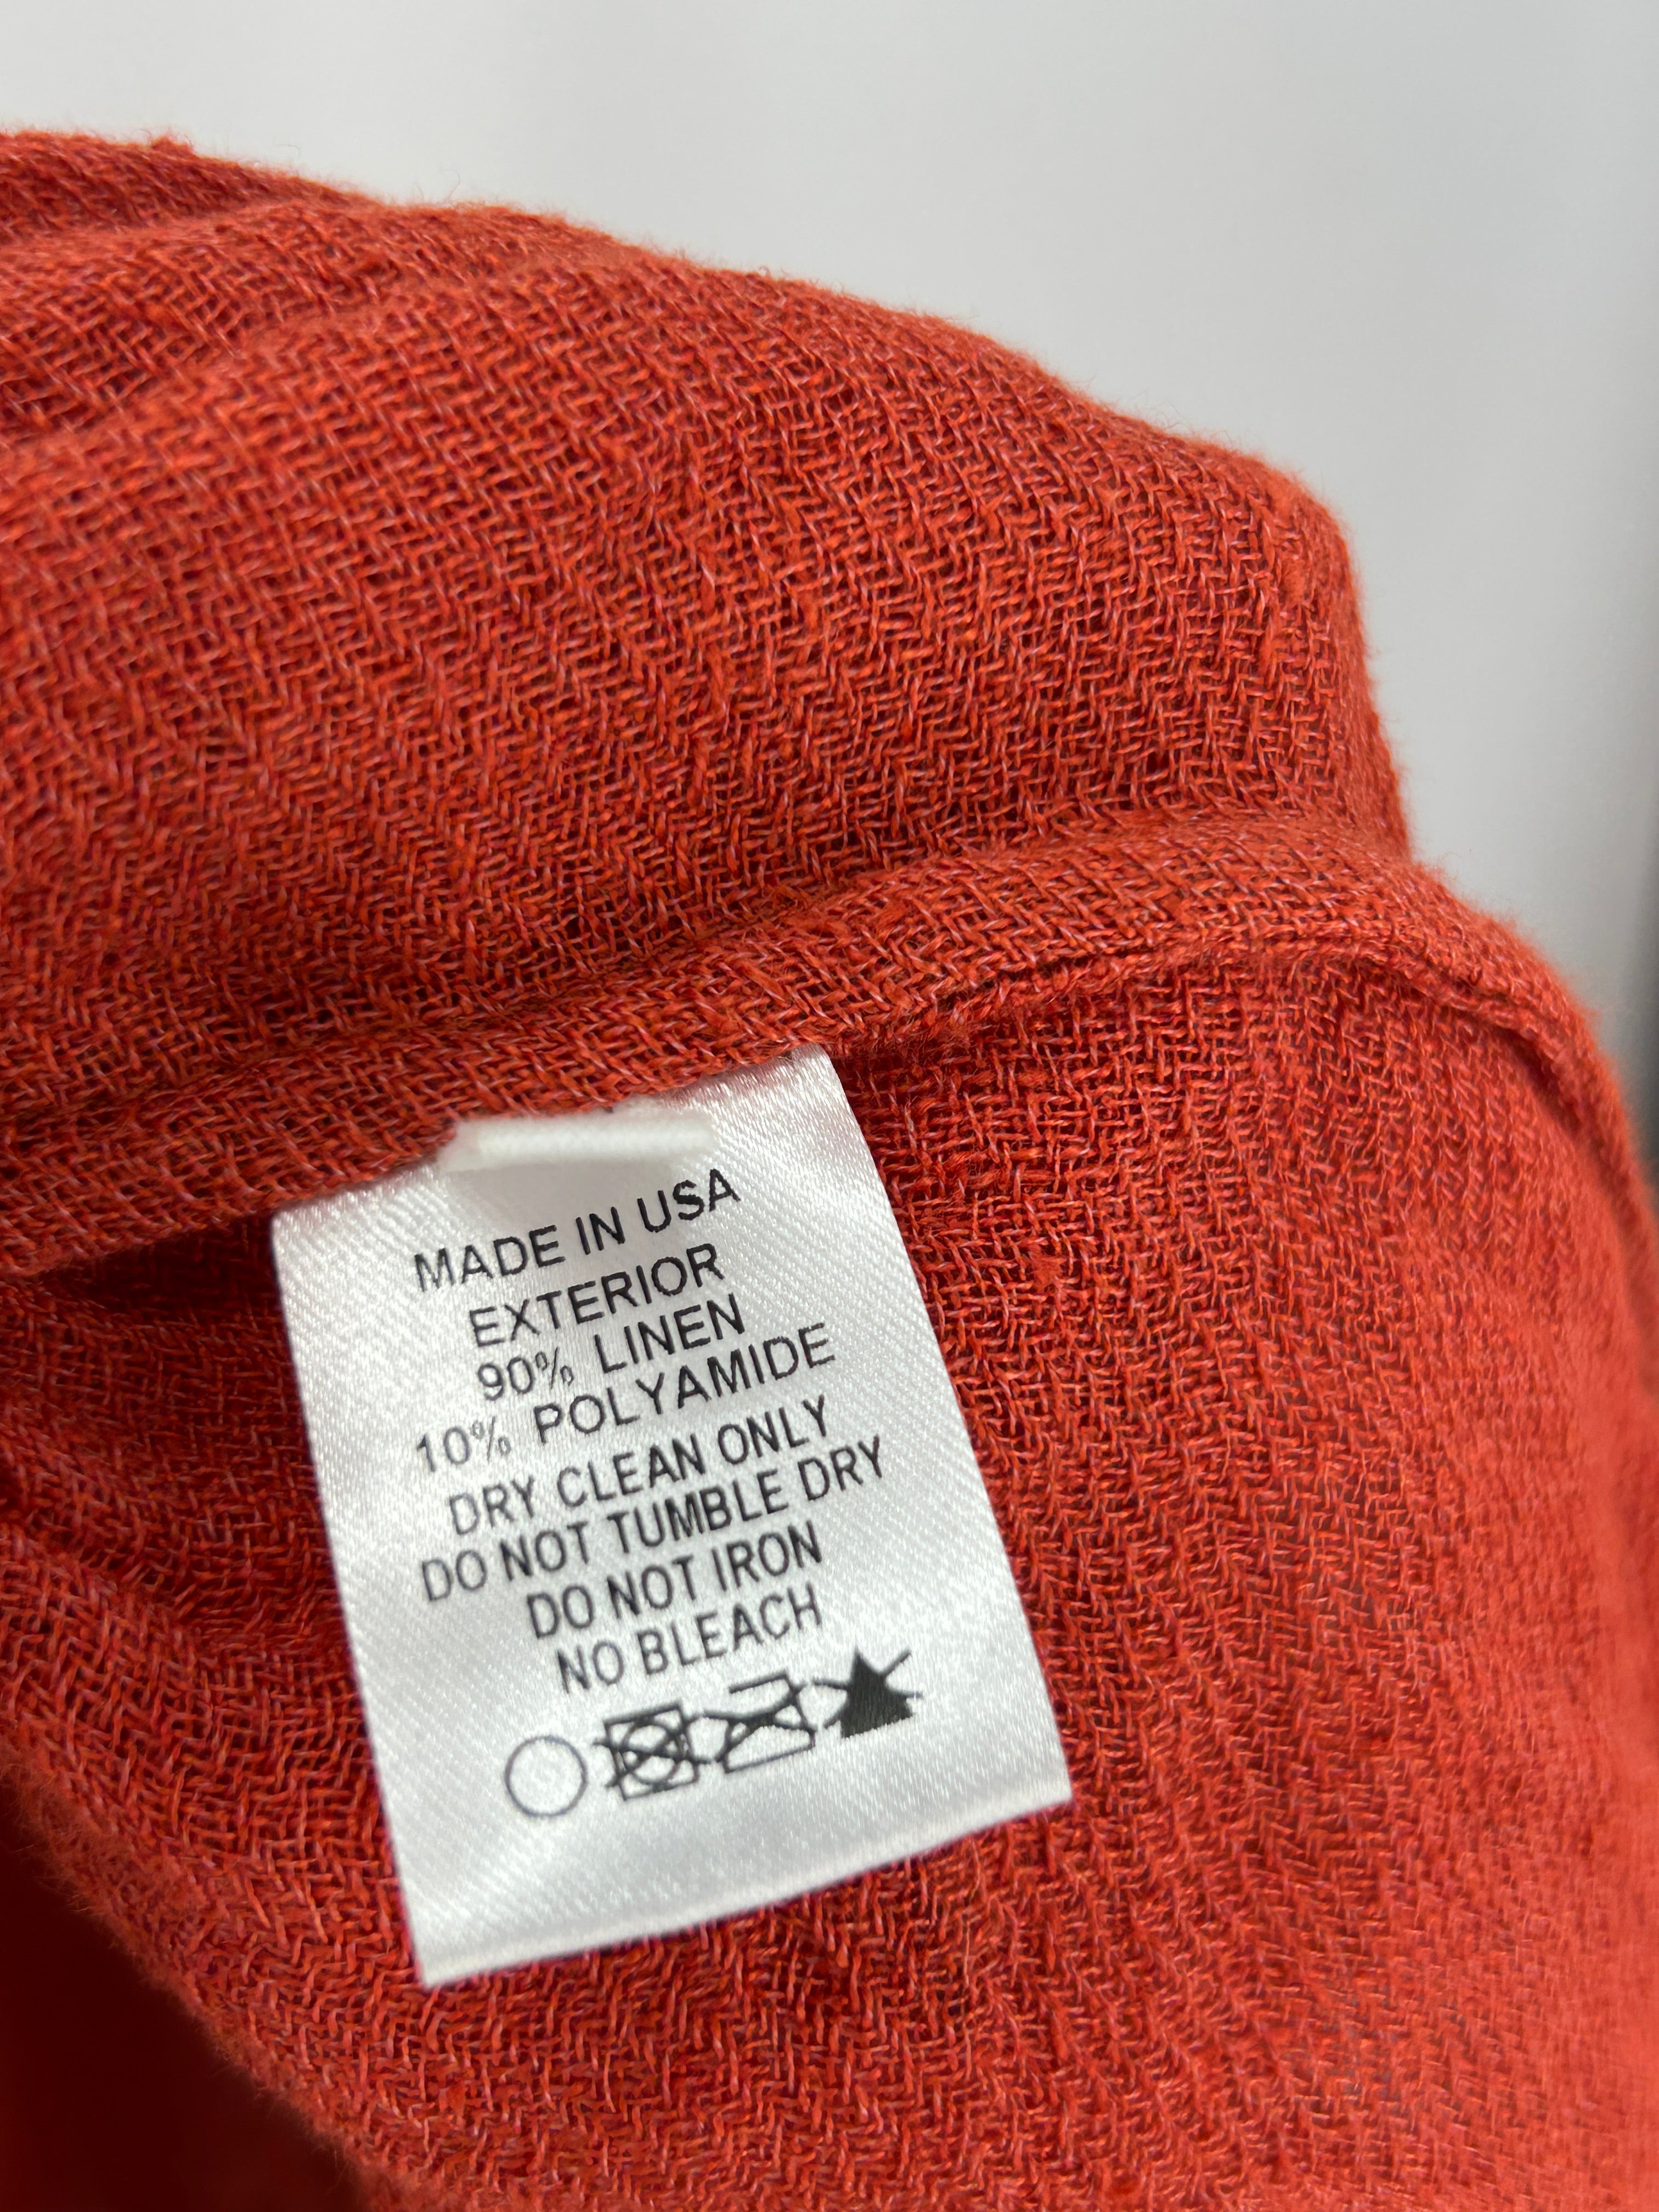 MADE IN USA
EXTERIOR
90% LINEN
10% POLYAMIDE
DRY CLEAN ONLY
DO NOT TUMBLE DRY
DO NOT IRON
NO BLEACH